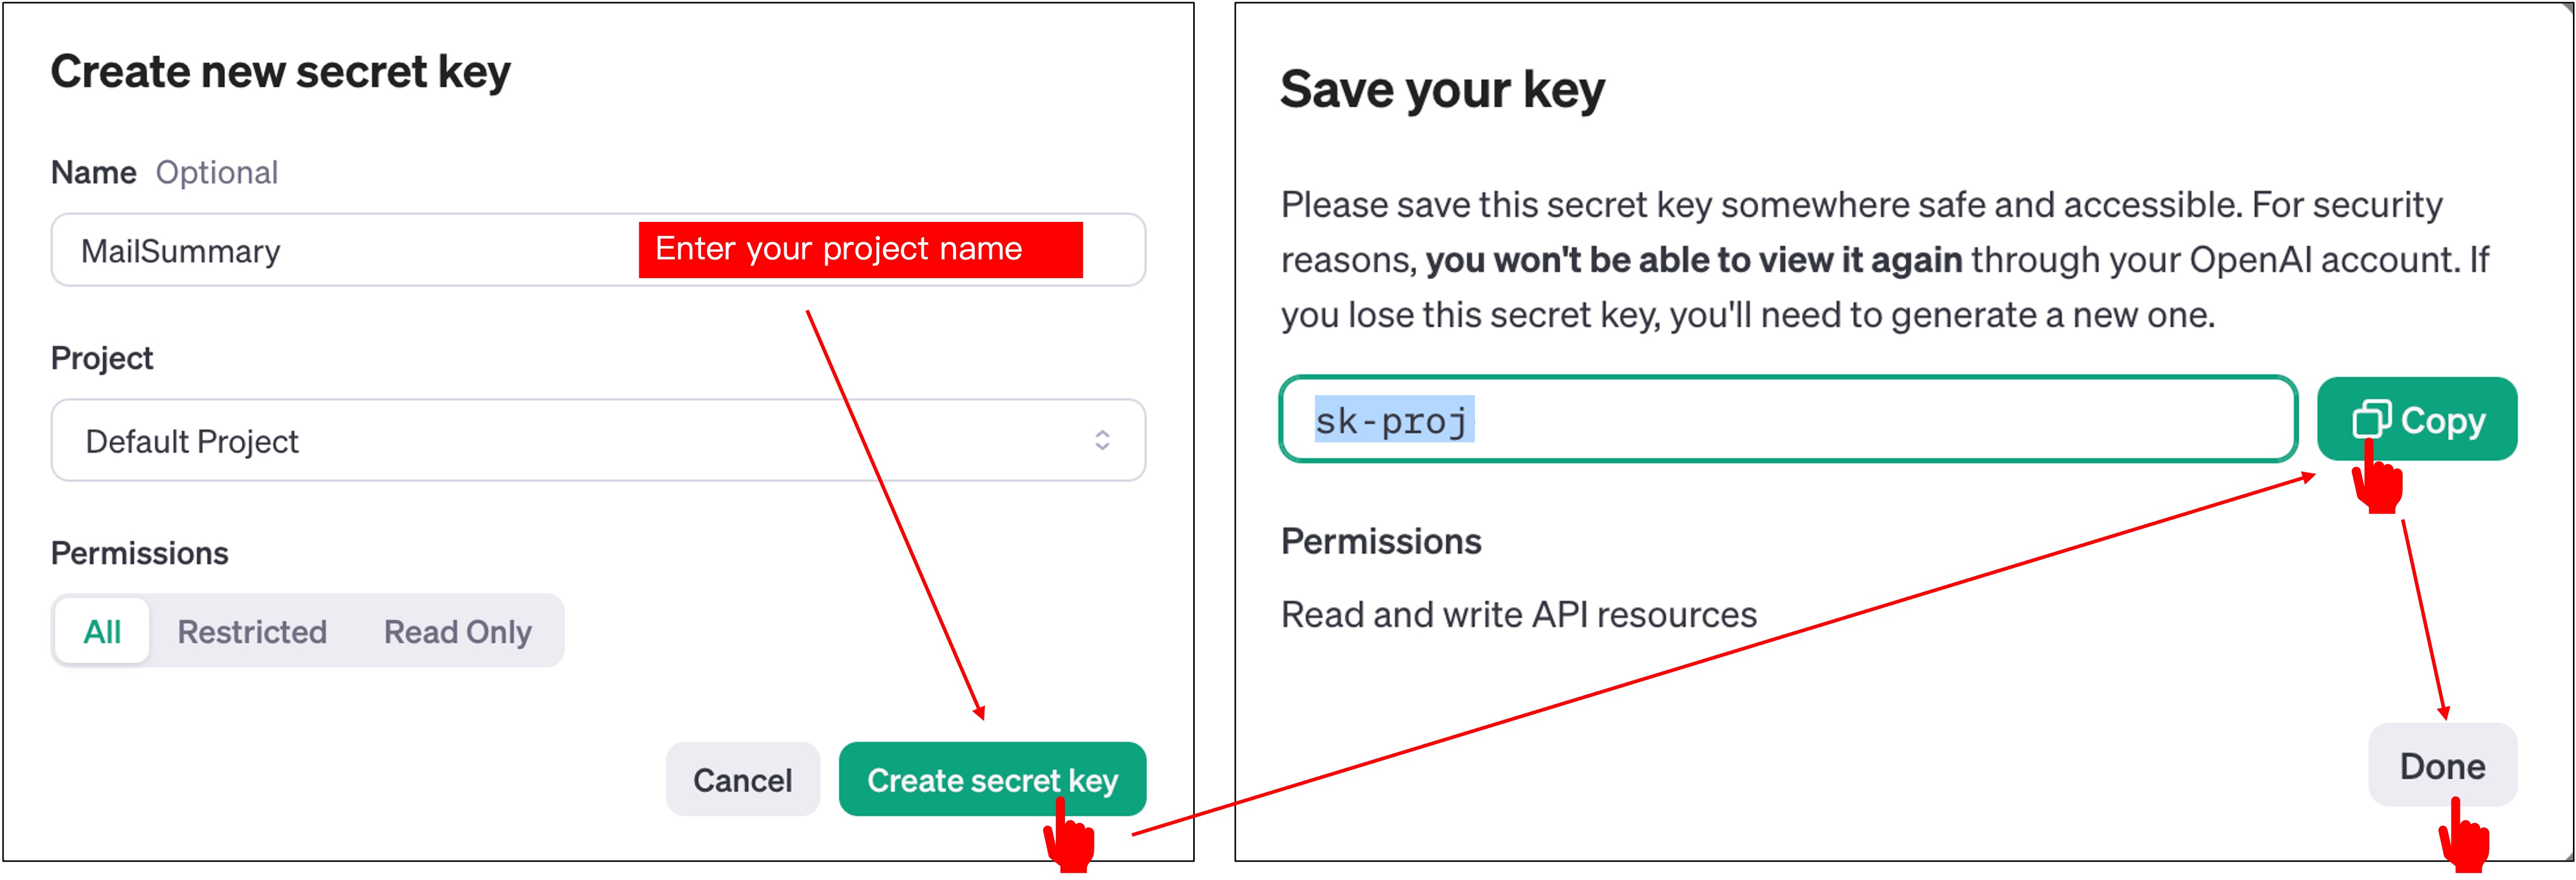 Create new secret key
Name Optional
MailSummary
Enter your project name
Project
Default Project
Permissions
All Restricted Read Only
Cancel Create secret key
Save your key
Please save this secret key somewhere safe and accessible. For security
reasons, you won't be able to view it again through your OpenAI account. If
you lose this secret key, you'll need to generate a new one.
sk-proj
Copy
Permissions
Read and write API resources
Done